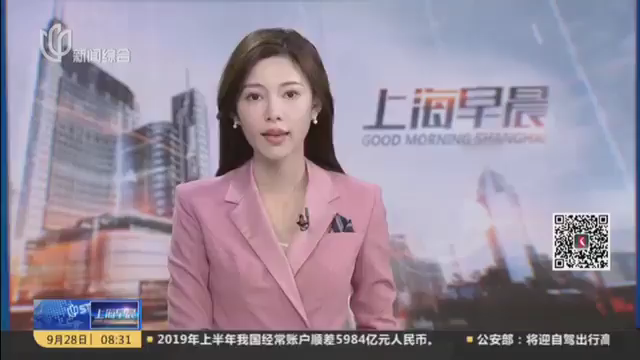 新闻综合
上海早晨
GOOD MORNING SHANGHAI
上海早晨
9月28日 08:31
2019年上半年我国经常账户顺差5984亿元人民币。
公安部：将迎自驾出行高